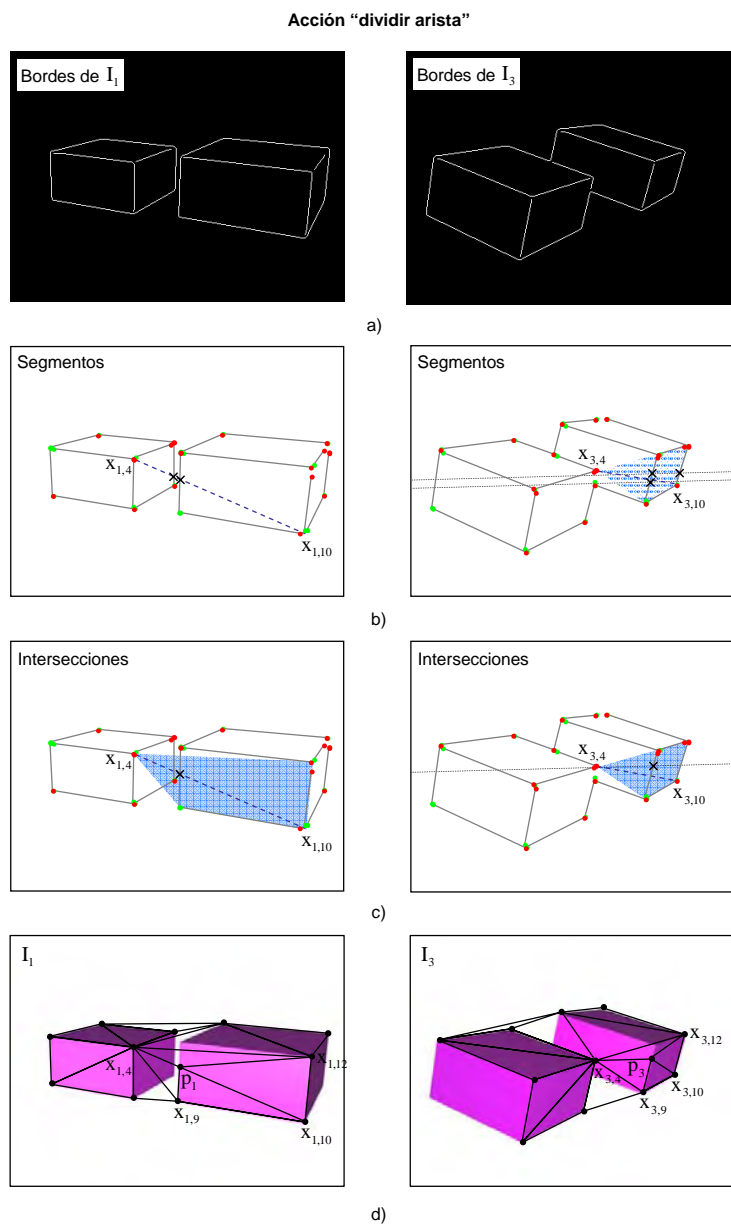 Acción “dividir arista”
Bordes de I₁
Bordes de I₃
a)
Segmentos
x₁,₄
x₁,₁₀
Segmentos
x₃,₄
x₃,₁₀
b)
Intersecciones
x₁,₄
x₁,₁₀
Intersecciones
x₃,₄
x₃,₁₀
c)
I₁
x₁,₄
x₁,₁₂
p₁
x₁,₉
x₁,₁₀
I₃
x₃,₁₂
p₃
x₃,₄
x₃,₁₀
x₃,₉
d)